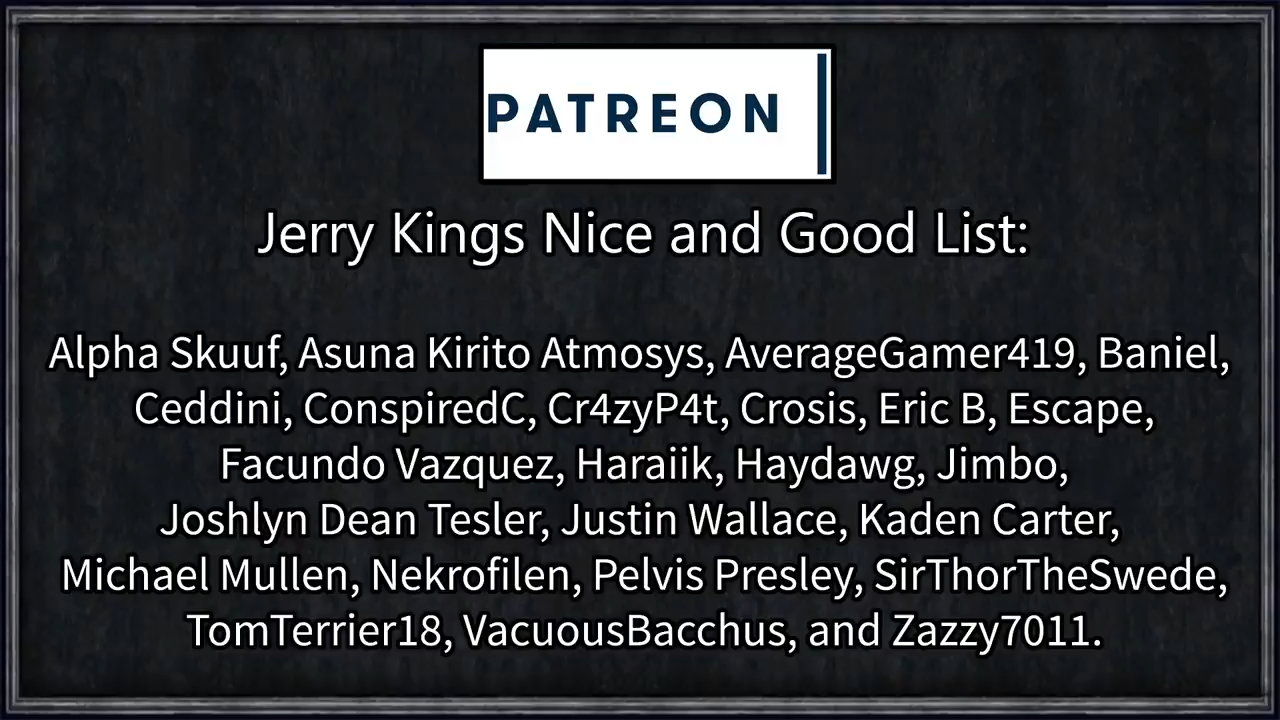 PATREON
Jerry Kings Nice and Good List:
Alpha Skuuf, Asuna Kirito Atmosys, AverageGamer419, Baniel,
Ceddini, ConspiredC, Cr4zyP4t, Crosis, Eric B, Escape,
Facundo Vazquez, Haraiik, Haydawg, Jimbo,
Joshlyn Dean Tesler, Justin Wallace, Kaden Carter,
Michael Mullen, Nekrofilen, Pelvis Presley, SirThorTheSwede,
TomTerrier18, VacuousBacchus, and Zazzy7011.